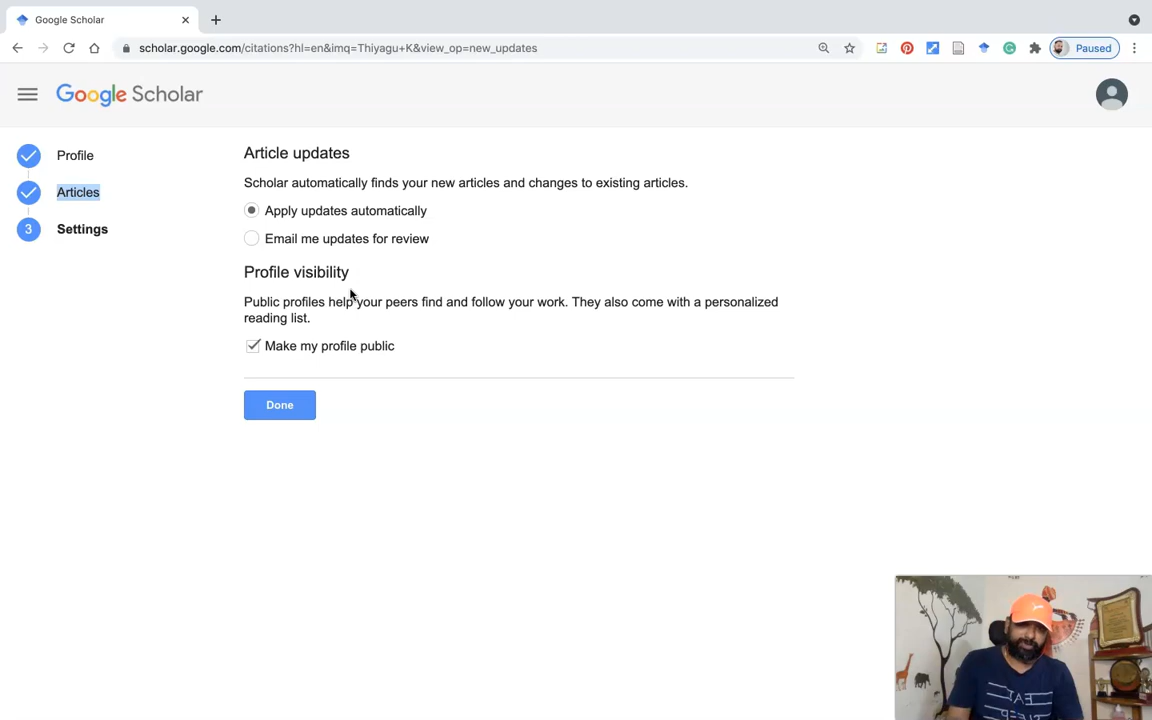 Google Scholar
scholar.google.com/citations?hl=en&imq=Thiyagu+K&view_op=new_updates
Paused
Google Scholar
Profile
Articles
3 Settings
Article updates
Scholar automatically finds your new articles and changes to existing articles.
Apply updates automatically
Email me updates for review
Profile visibility
Public profiles help your peers find and follow your work. They also come with a personalized
reading list.
Make my profile public
Done